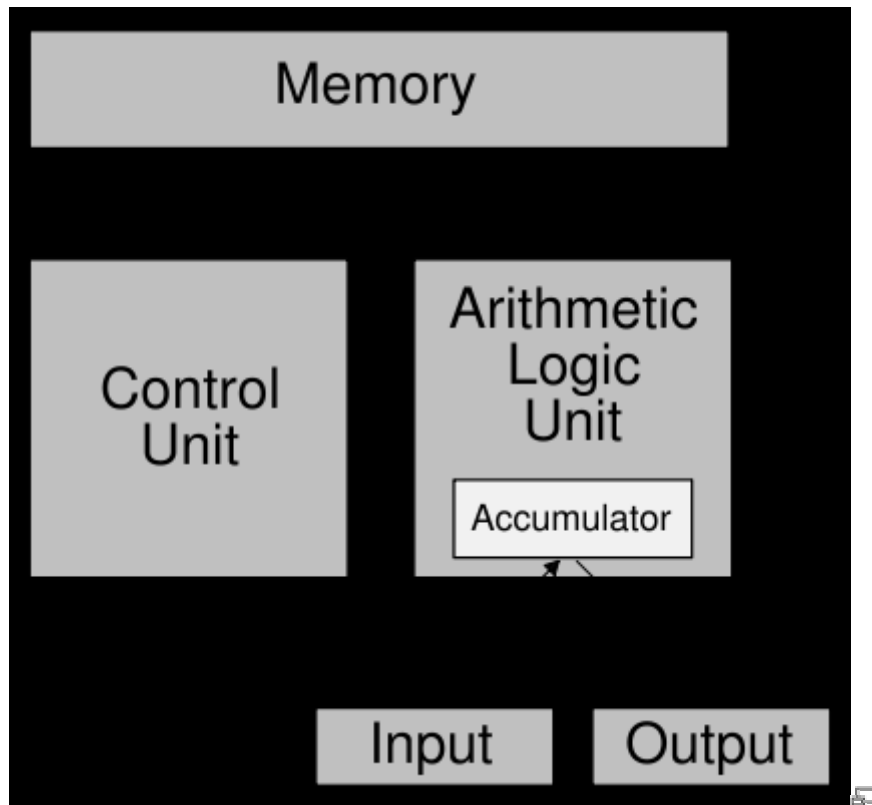 Memory
Control
Unit
Arithmetic
Logic
Unit
Accumulator
Input
Output